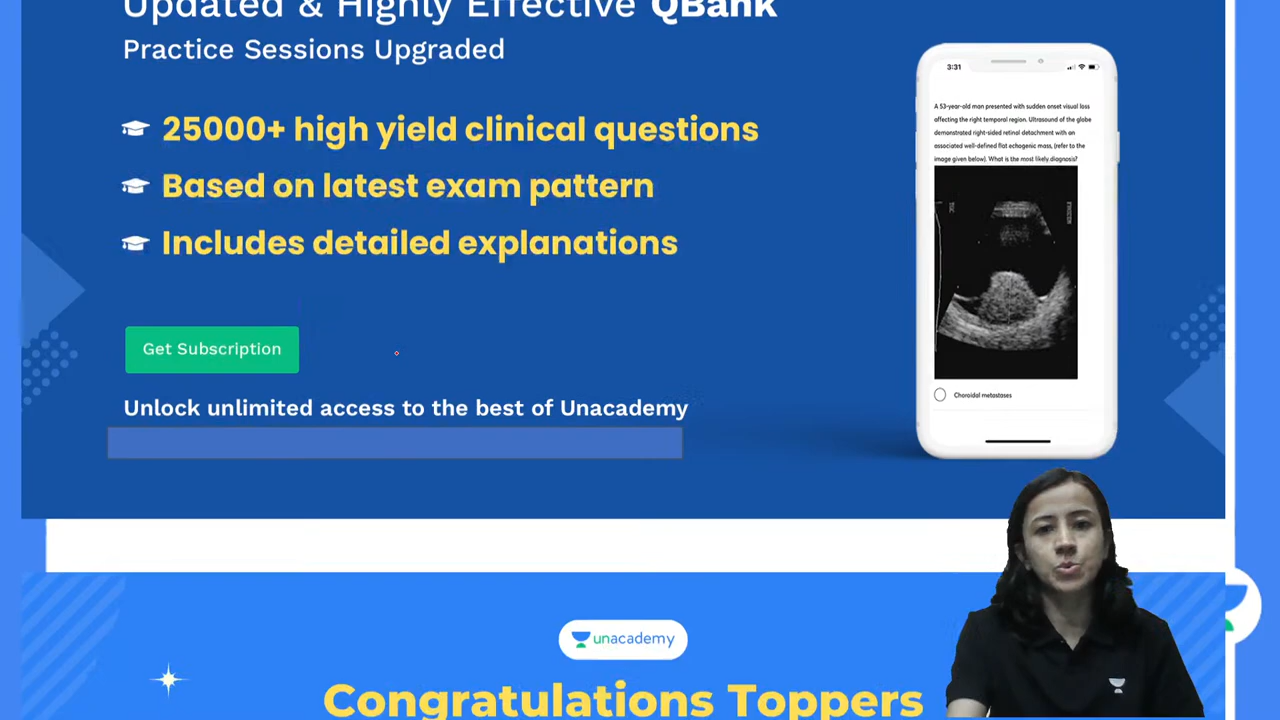 Updated & Highly Effective QBank
Practice Sessions Upgraded
25000+ high yield clinical questions
Based on latest exam pattern
Includes detailed explanations
Get Subscription
Unlock unlimited access to the best of Unacademy
3:31
A 53-year-old man presented with sudden onset visual loss
affecting the right temporal region. Ultrasound of the globe
demonstrated right-sided retinal detachment with an
associated well-defined flat echogenic mass, (refer to the
image given below). What is the most likely diagnosis?
Choroidal metastases
unacademy
Congratulations Toppers